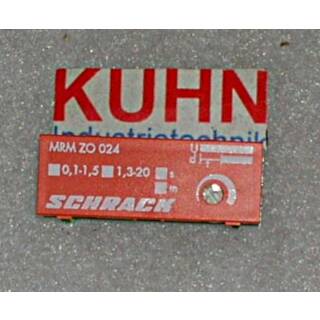 KUHN
Industrietechnik
MRM ZO 024
0,1-1,5 1,3-20 s
m
SCHRACK